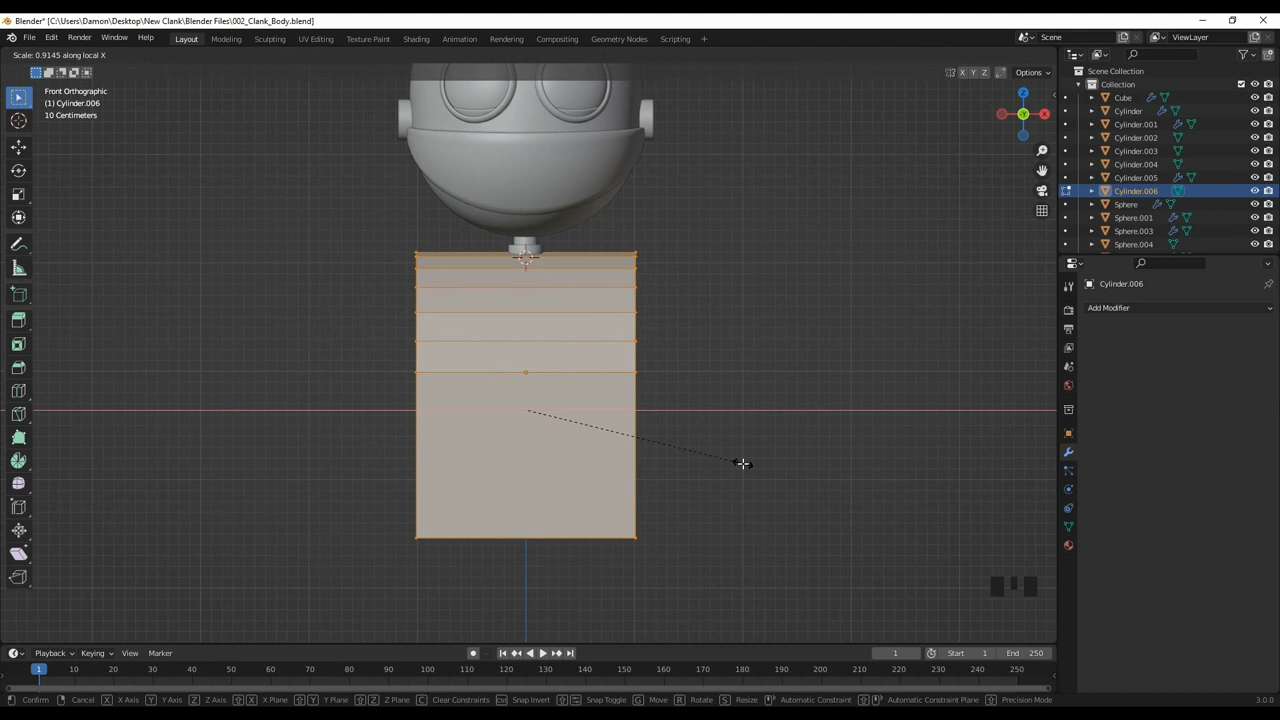 Blender* [C:\Users\Damon\Desktop\New Clank\Blender Files\002_Clank_Body.blend]
File Edit Render Window Help Layout Modeling Sculpting UV Editing Texture Paint Shading Animation Rendering Compositing Geometry Nodes Scripting Scene ViewLayer
Scale: 0.9145 along local X
X Y Z Options
Front Orthographic
(1) Cylinder.006
10 Centimeters
Z
Y
X
Scene Collection
Collection
Cube
Cylinder
Cylinder.001
Cylinder.002
Cylinder.003
Cylinder.004
Cylinder.005
Cylinder.006
Sphere
Sphere.001
Sphere.003
Sphere.004
Cylinder.006
Add Modifier
Playback Keying View Marker 1 Start 1 End 250
1 10 20 30 40 50 60 70 80 90 100 110 120 130 140 150 160 170 180 190 200 210 220 230 240 250
Confirm Cancel X X Axis Y Y Axis Z Z Axis X X Plane Y Y Plane Z Z Plane C Clear Constraints Snap Invert Snap Toggle G Move R Rotate S Resize Automatic Constraint Automatic Constraint Plane Precision Mode 3.0.0